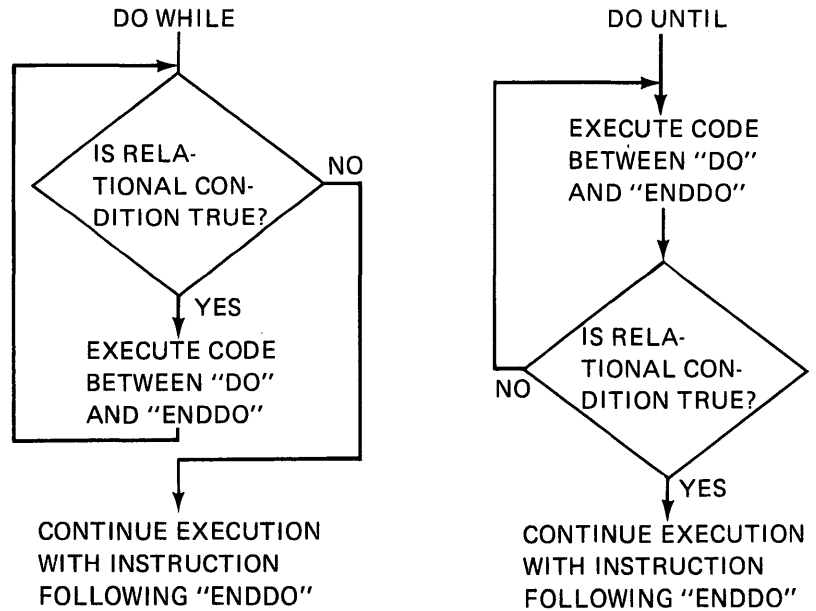 DO WHILE
IS RELA-
TIONAL CON-
DITION TRUE?
NO
YES
EXECUTE CODE
BETWEEN "DO"
AND "ENDDO"
CONTINUE EXECUTION
WITH INSTRUCTION
FOLLOWING "ENDDO"
DO UNTIL
EXECUTE CODE
BETWEEN "DO"
AND "ENDDO"
IS RELA-
TIONAL CON-
DITION TRUE?
NO
YES
CONTINUE EXECUTION
WITH INSTRUCTION
FOLLOWING "ENDDO"